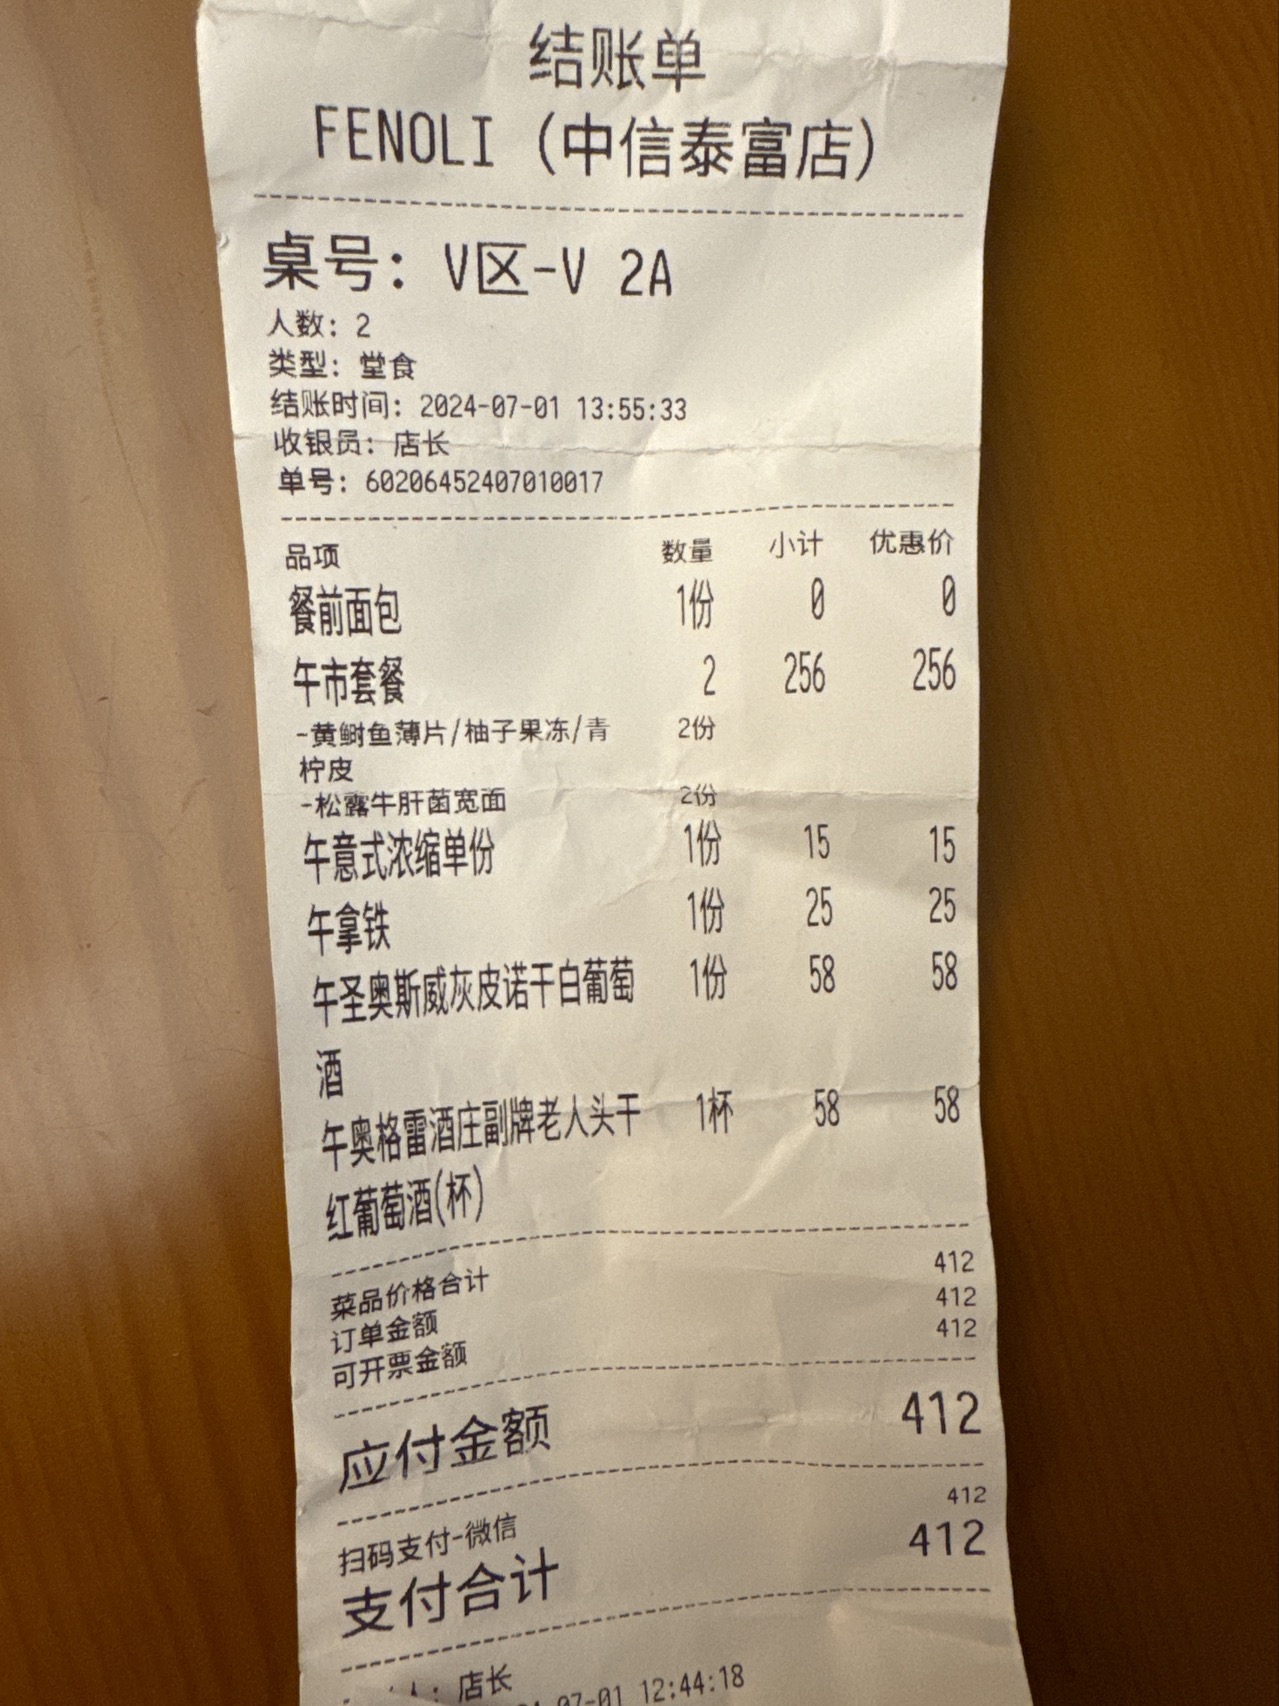 结账单
FENOLI（中信泰富店）
桌号：V区-V 2A
人数：2
类型：堂食
结账时间：2024-07-01 13:55:33
收银员：店长
单号：60206452407010017
品项 数量 小计 优惠价
餐前面包 1份 0 0
午市套餐 2 256 256
-黄鰤鱼薄片/柚子果冻/青 2份
柠皮
-松露牛肝菌宽面 2份
午意式浓缩单份 1份 15 15
午拿铁 1份 25 25
午圣奥斯威灰皮诺干白葡萄 1份 58 58
酒
午奥格雷酒庄副牌老人头干 1杯 58 58
红葡萄酒(杯)
菜品价格合计 412
订单金额 412
可开票金额 412
应付金额 412
扫码支付-微信 412
支付合计 412
店长
07-01 12:44:18